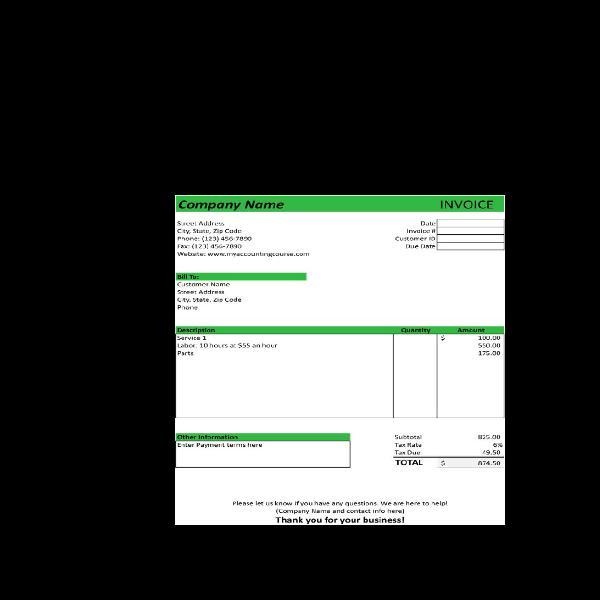 Company Name INVOICE
Street Address Date
City, State, Zip Code Invoice #
Phone: (123) 456-7890 Customer ID
Fax: (123) 456-7890 Due Date
Website: www.myaccountingcourse.com
Bill To:
Customer Name
Street Address
City, State, Zip Code
Phone
Description Quantity Amount
Service 1 $ 100.00
Labor: 10 hours at $55 an hour 550.00
Parts 175.00
Other Information Subtotal 825.00
Enter Payment terms here Tax Rate 6%
Tax Due 49.50
TOTAL $ 874.50
Please let us know if you have any questions. We are here to help!
(Company Name and contact info here)
Thank you for your business!